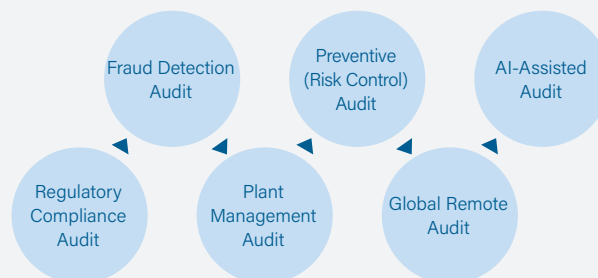 Fraud Detection
Audit
Preventive
(Risk Control)
Audit
AI-Assisted
Audit
Regulatory
Compliance
Audit
Plant
Management
Audit
Global Remote
Audit